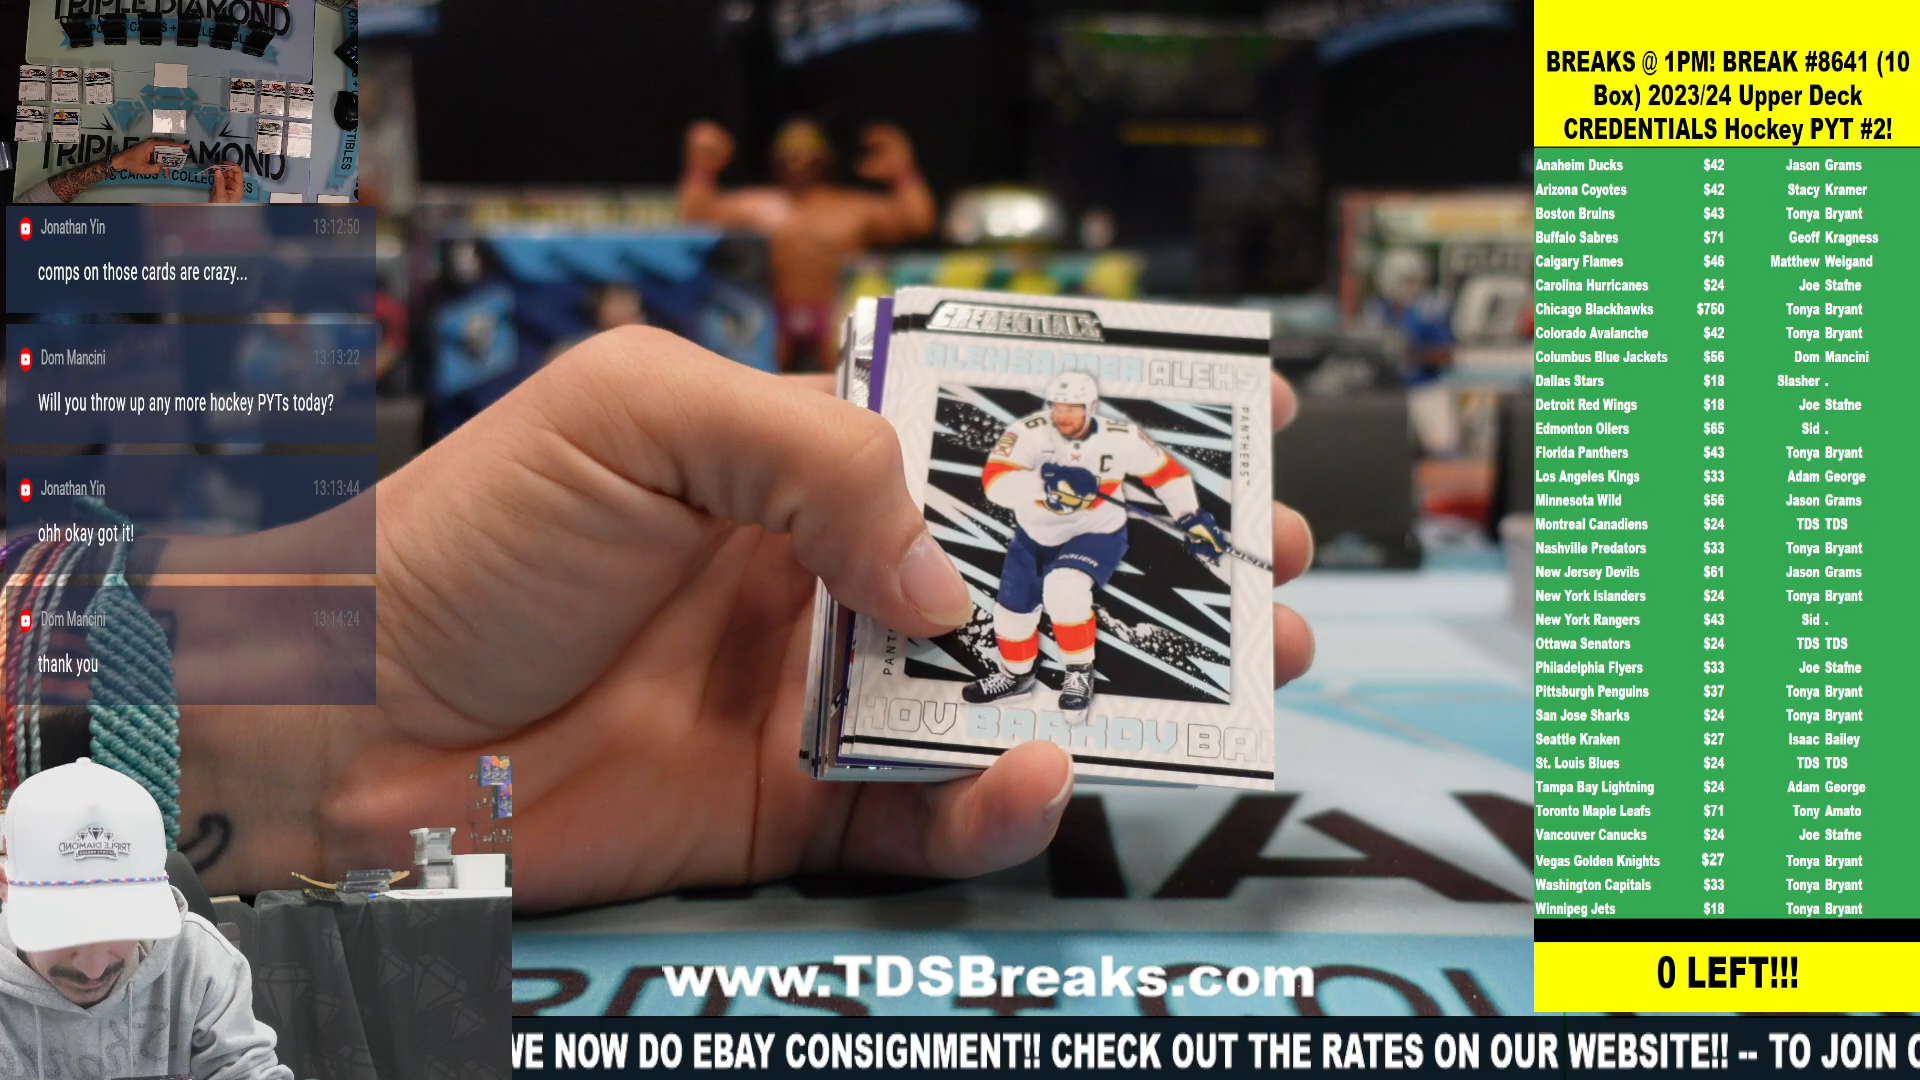 TRIPLE DIAMOND
TRIPLE DIAMOND
Jonathan Yin 13:12:50
comps on those cards are crazy...
Dom Mancini 13:13:22
Will you throw up any more hockey PYTs today?
Jonathan Yin 13:13:44
ohh okay got it!
Dom Mancini 13:14:24
thank you
TRIPLE DIAMOND
CREDENTIALS
ALEKSANDER ALEKS
PANTHERS
16
C
BAUER
PANT
KOV BARKOV BAR
www.TDSBreaks.com
BREAKS @ 1PM! BREAK #8641 (10
Box) 2023/24 Upper Deck
CREDENTIALS Hockey PYT #2!
Anaheim Ducks $42 Jason Grams
Arizona Coyotes $42 Stacy Kramer
Boston Bruins $43 Tonya Bryant
Buffalo Sabres $71 Geoff Kragness
Calgary Flames $46 Matthew Weigand
Carolina Hurricanes $24 Joe Stafne
Chicago Blackhawks $750 Tonya Bryant
Colorado Avalanche $42 Tonya Bryant
Columbus Blue Jackets $56 Dom Mancini
Dallas Stars $18 Slasher .
Detroit Red Wings $18 Joe Stafne
Edmonton Oilers $65 Sid .
Florida Panthers $43 Tonya Bryant
Los Angeles Kings $33 Adam George
Minnesota Wild $56 Jason Grams
Montreal Canadiens $24 TDS TDS
Nashville Predators $33 Tonya Bryant
New Jersey Devils $61 Jason Grams
New York Islanders $24 Tonya Bryant
New York Rangers $43 Sid .
Ottawa Senators $24 TDS TDS
Philadelphia Flyers $33 Joe Stafne
Pittsburgh Penguins $37 Tonya Bryant
San Jose Sharks $24 Tonya Bryant
Seattle Kraken $27 Isaac Bailey
St. Louis Blues $24 TDS TDS
Tampa Bay Lightning $24 Adam George
Toronto Maple Leafs $71 Tony Amato
Vancouver Canucks $24 Joe Stafne
Vegas Golden Knights $27 Tonya Bryant
Washington Capitals $33 Tonya Bryant
Winnipeg Jets $18 Tonya Bryant
0 LEFT!!!
WE NOW DO EBAY CONSIGNMENT!! CHECK OUT THE RATES ON OUR WEBSITE!! -- TO JOIN